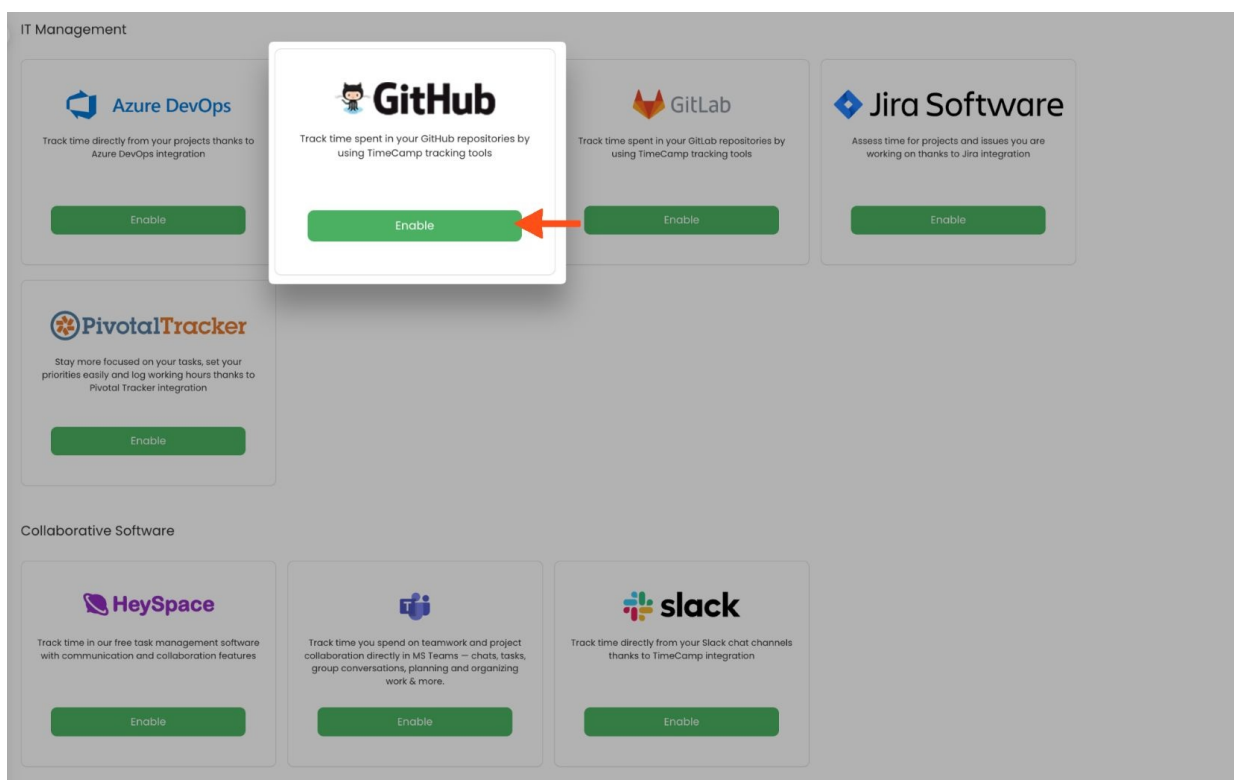 IT Management
Azure DevOps
Track time directly from your projects thanks to
Azure DevOps integration
Enable
GitHub
Track time spent in your GitHub repositories by
using TimeCamp tracking tools
Enable
GitLab
Track time spent in your GitLab repositories by
using TimeCamp tracking tools
Enable
Jira Software
Assess time for projects and issues you are
working on thanks to Jira integration
Enable
PivotalTracker
Stay more focused on your tasks, set your
priorities easily and log working hours thanks to
Pivotal Tracker integration
Enable
Collaborative Software
HeySpace
Track time in our free task management software
with communication and collaboration features
Enable
T
Track time you spend on teamwork and project
collaboration directly in MS Teams — chats, tasks,
group conversations, planning and organizing
work & more.
Enable
slack
Track time directly from your Slack chat channels
thanks to TimeCamp integration
Enable